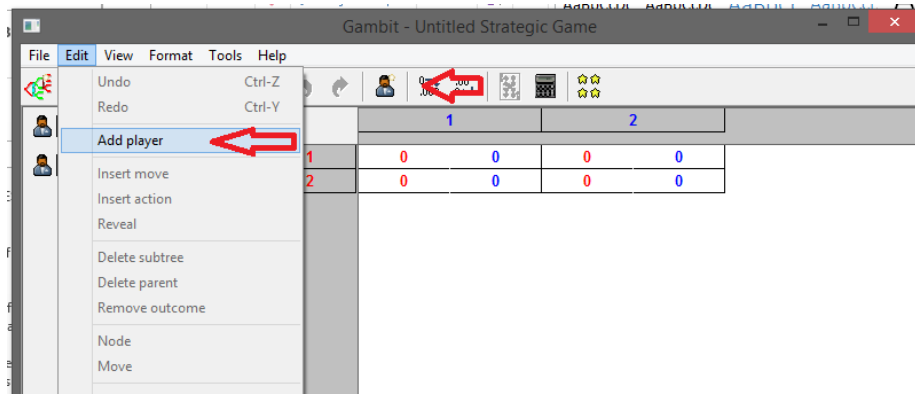 Gambit - Untitled Strategic Game
File Edit View Format Tools Help
Undo Ctrl-Z
Redo Ctrl-Y
Add player
Insert move
Insert action
Reveal
Delete subtree
Delete parent
Remove outcome
Node
Move
1 2
1 0 0 0 0
2 0 0 0 0